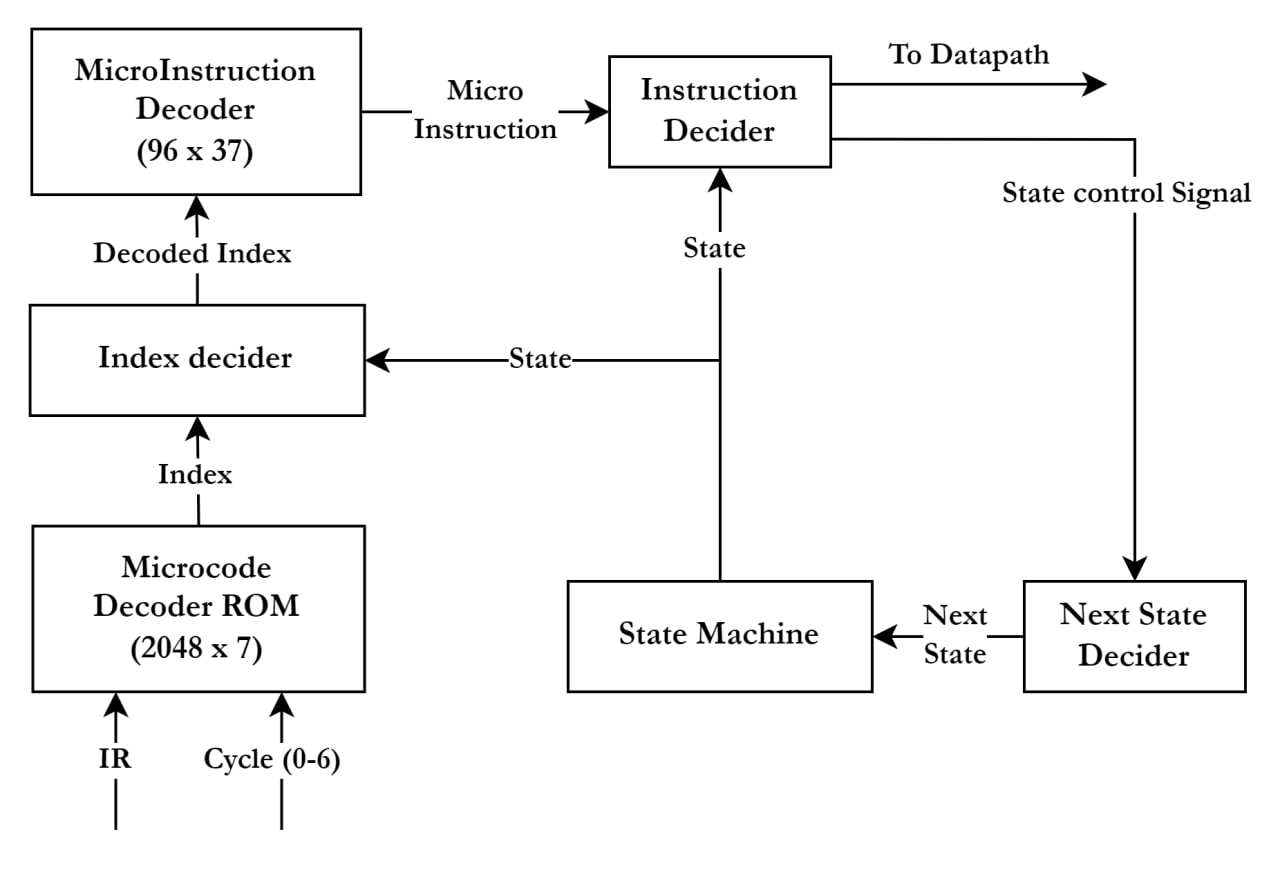 MicroInstruction
Decoder
(96 x 37)
Micro
Instruction
Instruction
Decider
To Datapath
State control Signal
Decoded Index
State
Index decider
State
Index
Microcode
Decoder ROM
(2048 x 7)
State Machine
Next
State
Next State
Decider
IR
Cycle (0-6)